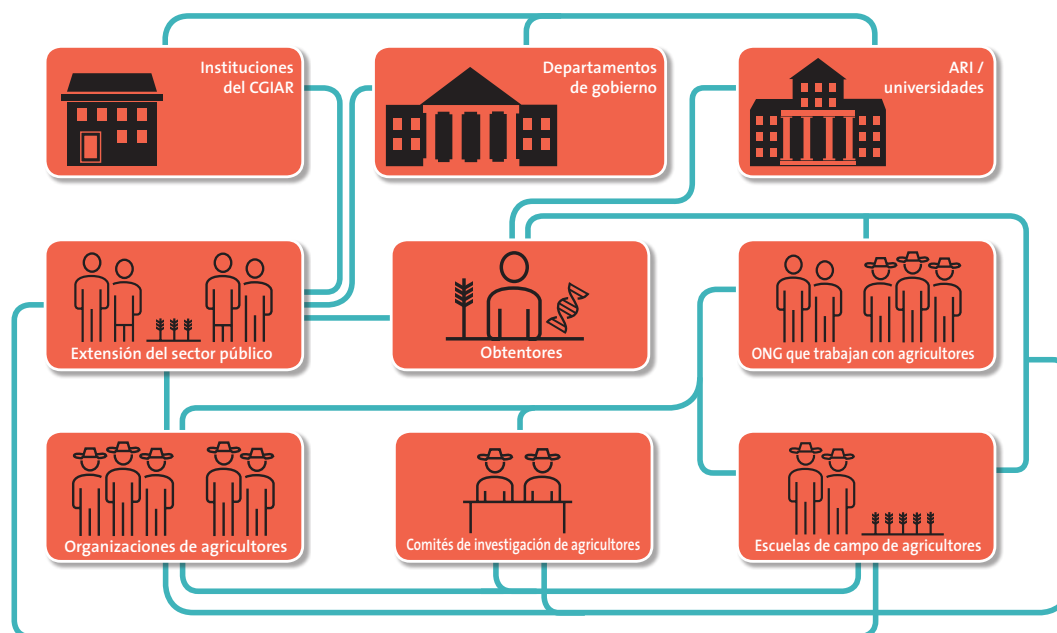 Instituciones
del CGIAR
Departamentos
de gobierno
ARI /
universidades
Extensión del sector público
Obtentores
ONG que trabajan con agricultores
Organizaciones de agricultores
Comités de investigación de agricultores
Escuelas de campo de agricultores